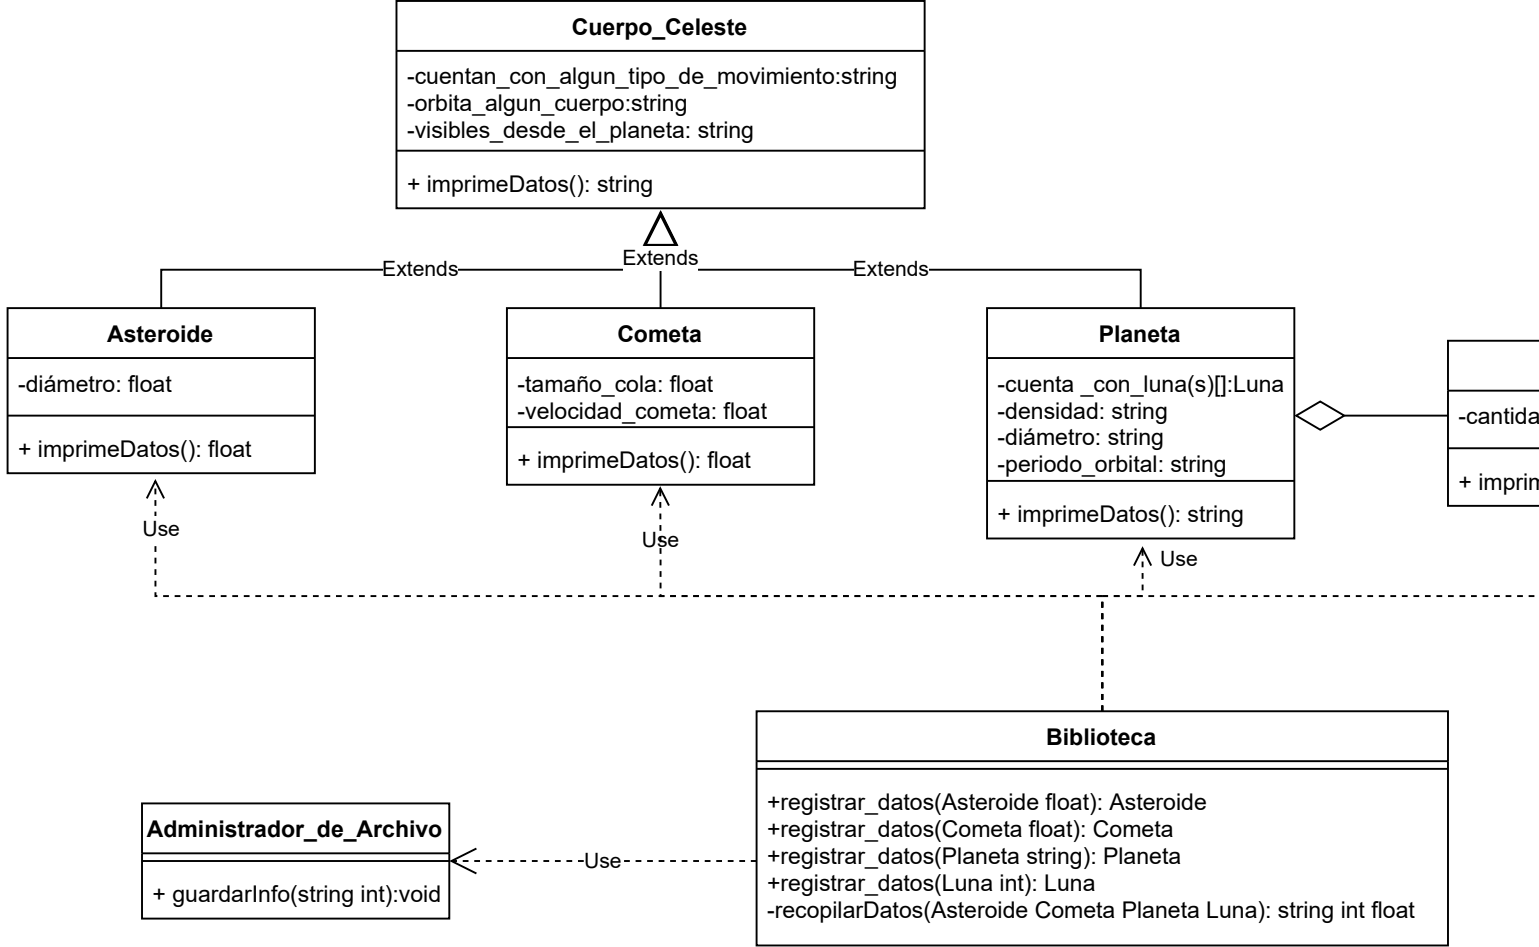 Cuerpo_Celeste
-cuentan_con_algun_tipo_de_movimiento:string
-orbita_algun_cuerpo:string
-visibles_desde_el_planeta: string
+ imprimeDatos(): string
Extends
Extends
Extends
Asteroide
-diámetro: float
+ imprimeDatos(): float
Cometa
-tamaño_cola: float
-velocidad_cometa: float
+ imprimeDatos(): float
Planeta
-cuenta _con_luna(s)[]:Luna
-densidad: string
-diámetro: string
-periodo_orbital: string
+ imprimeDatos(): string
-cantida
+ imprim
Use
Use
Use
Biblioteca
+registrar_datos(Asteroide float): Asteroide
+registrar_datos(Cometa float): Cometa
+registrar_datos(Planeta string): Planeta
+registrar_datos(Luna int): Luna
-recopilarDatos(Asteroide Cometa Planeta Luna): string int float
Use
Administrador_de_Archivo
+ guardarInfo(string int):void